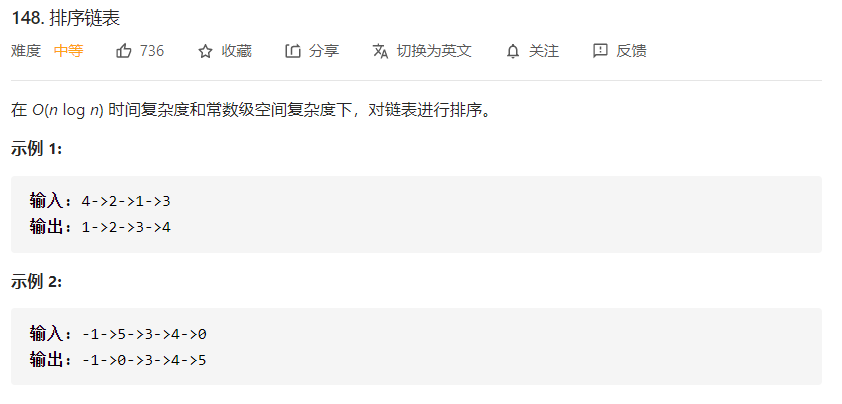 148. 排序链表
难度 中等 736 收藏 分享 切换为英文 关注 反馈
在 O(n log n) 时间复杂度和常数级空间复杂度下，对链表进行排序。
示例 1:
输入: 4->2->1->3
输出: 1->2->3->4
示例 2:
输入: -1->5->3->4->0
输出: -1->0->3->4->5